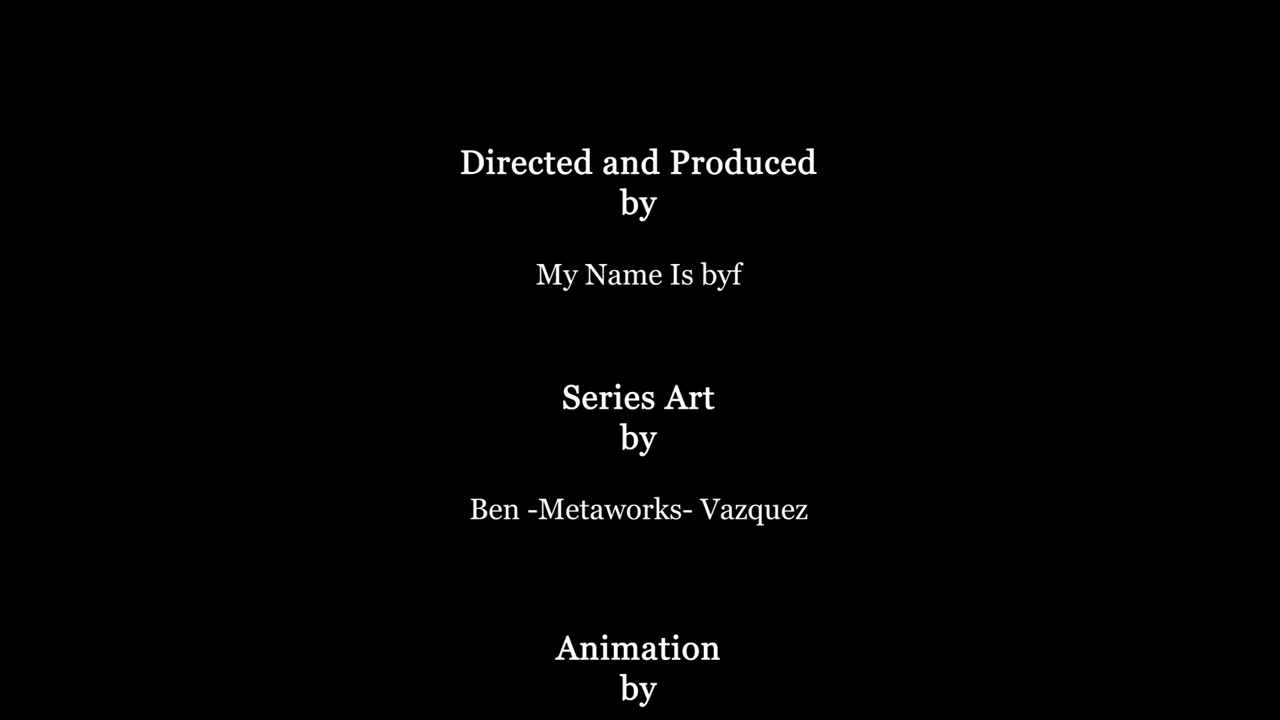 Directed and Produced
by
My Name Is byf
Series Art
by
Ben -Metaworks- Vazquez
Animation
by